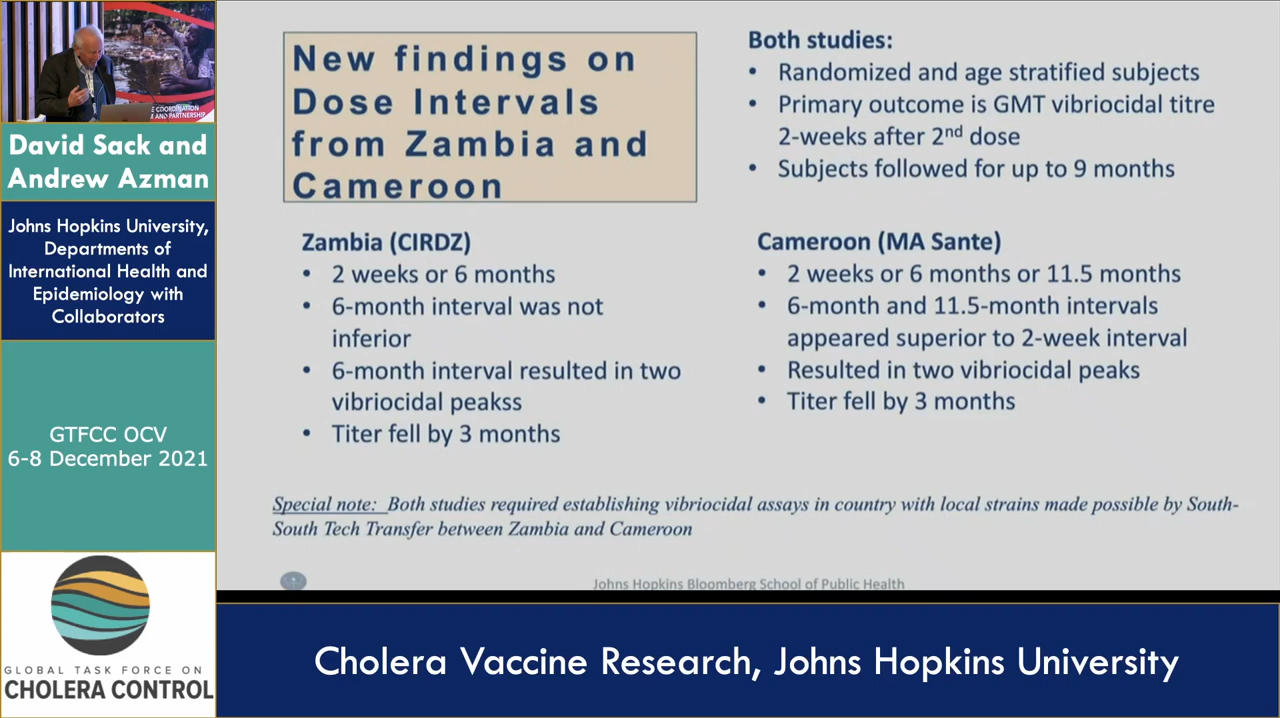 E COORDINATION
A AND PARTNERSHIP
David Sack and
Andrew Azman
Johns Hopkins University,
Departments of
International Health and
Epidemiology with
Collaborators
GTFCC OCV
6-8 December 2021
GLOBAL TASK FORCE ON
CHOLERA CONTROL
New findings on
Dose Intervals
from Zambia and
Cameroon
Both studies:
• Randomized and age stratified subjects
• Primary outcome is GMT vibriocidal titre
2-weeks after 2nd dose
• Subjects followed for up to 9 months
Zambia (CIRDZ)
• 2 weeks or 6 months
• 6-month interval was not
inferior
• 6-month interval resulted in two
vibriocidal peakss
• Titer fell by 3 months
Cameroon (MA Sante)
• 2 weeks or 6 months or 11.5 months
• 6-month and 11.5-month intervals
appeared superior to 2-week interval
• Resulted in two vibriocidal peaks
• Titer fell by 3 months
Special note: Both studies required establishing vibriocidal assays in country with local strains made possible by South-
South Tech Transfer between Zambia and Cameroon
Johns Hopkins Bloomberg School of Public Health
Cholera Vaccine Research, Johns Hopkins University